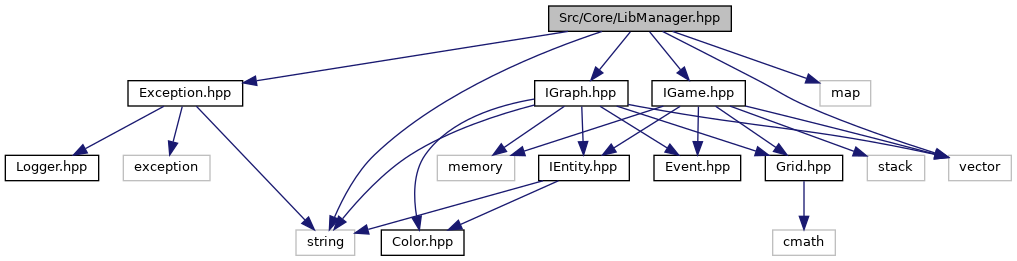 Src/Core/LibManager.hpp
Exception.hpp
IGraph.hpp
IGame.hpp
map
Logger.hpp
exception
memory
IEntity.hpp
Event.hpp
Grid.hpp
stack
vector
string
Color.hpp
cmath